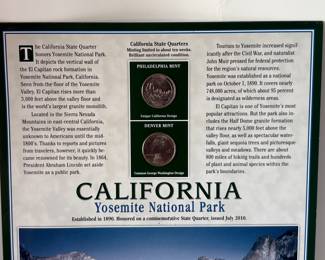 The California State Quarter
honors Yosemite National Park.
It depicts the vertical wall of
the El Capitan rock formation
in Yosemite National Park, California.
Seen from the floor of the Yosemite
Valley, El Capitan rises more than
3,000 feet above the valley floor and
is the world's largest granite monolith.
Located in the Sierra Nevada
Mountains in east-central California,
the Yosemite Valley was essentially
unknown to Americans until the mid-
1800's. Thanks to reports and pictures
from travelers, however, it quickly be-
came renowned for its beauty. In 1864,
President Abraham Lincoln set aside
Yosemite as a public park.
California State Quarters
Minting limited to about ten weeks.
Brilliant uncirculated condition.
PHILADELPHIA MINT
Unique California Design
DENVER MINT
Common George Washington Design
Tourism to Yosemite increased signif-
icantly after the Civil War, and naturalist
John Muir pressed for federal protection
for the region's natural resources.
Yosemite was established as a national
park on October 1, 1890. It covers nearly
748,000 acres, of which about 95 percent
is designated as wilderness areas.
El Capitan is one of Yosemite's most
popular attractions. But the park also in-
cludes the Half Dome granite formation
that rises nearly 5,000 feet above the
valley floor, as well as spectacular water-
falls, giant sequoia trees and picturesque
valleys and meadows. There are about
800 miles of hiking trails and hundreds
of plant and animal species within the
park's boundaries.
CALIFORNIA
Yosemite National Park
Established in 1890. Honored on a commemorative State Quarter, issued July 2010.